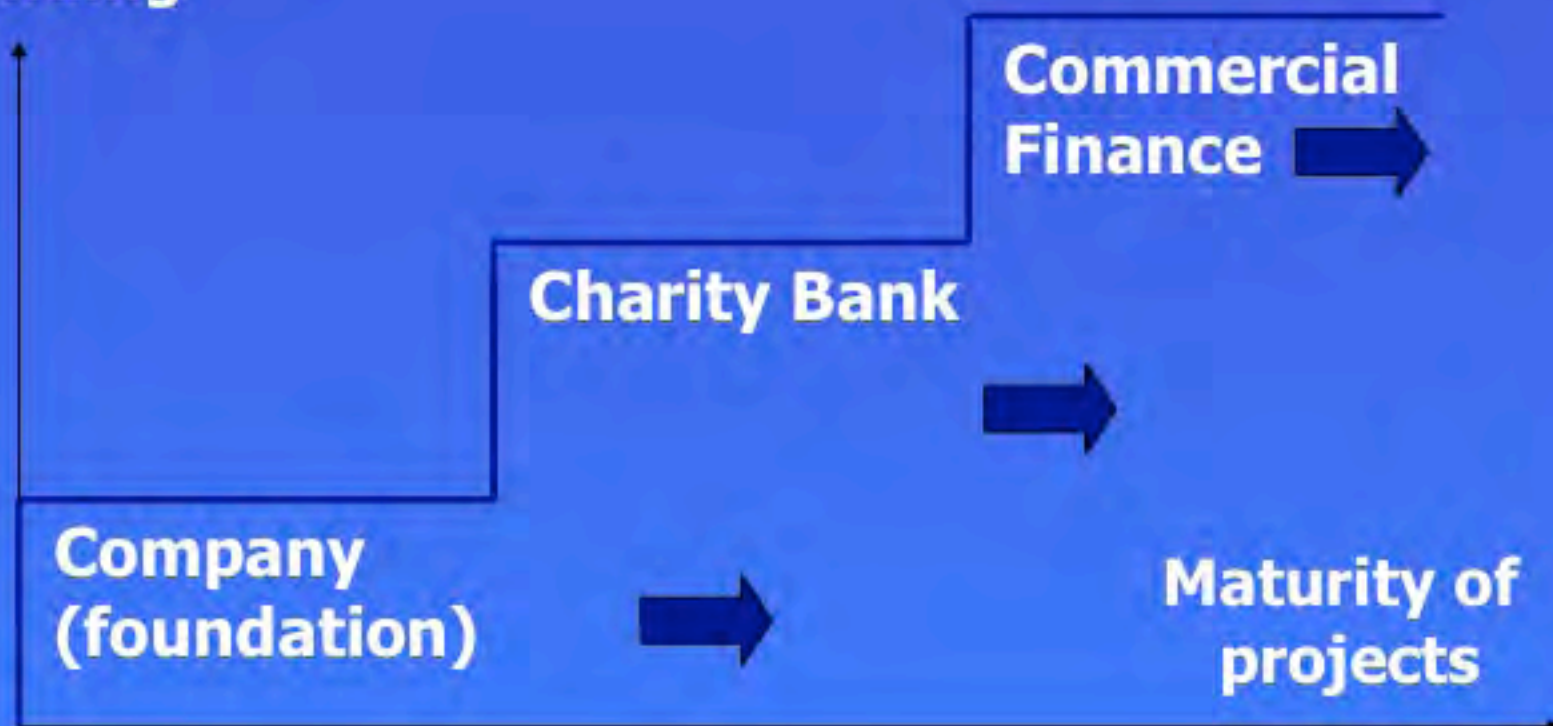 Commercial
Finance
Charity Bank
Company
(foundation)
Maturity of
projects